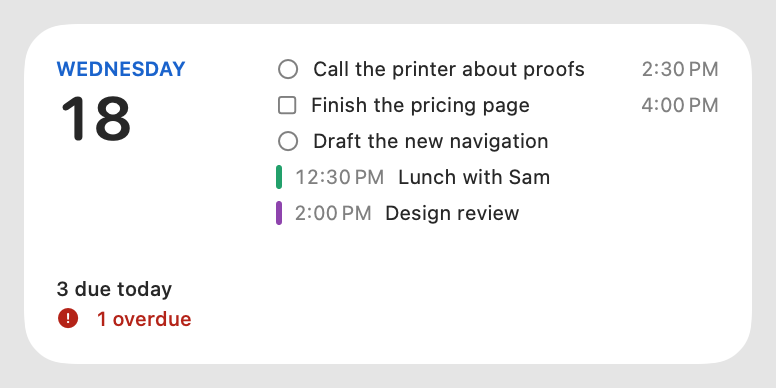 WEDNESDAY
18
3 due today
1 overdue
Call the printer about proofs 2:30 PM
Finish the pricing page 4:00 PM
Draft the new navigation
12:30 PM Lunch with Sam
2:00 PM Design review